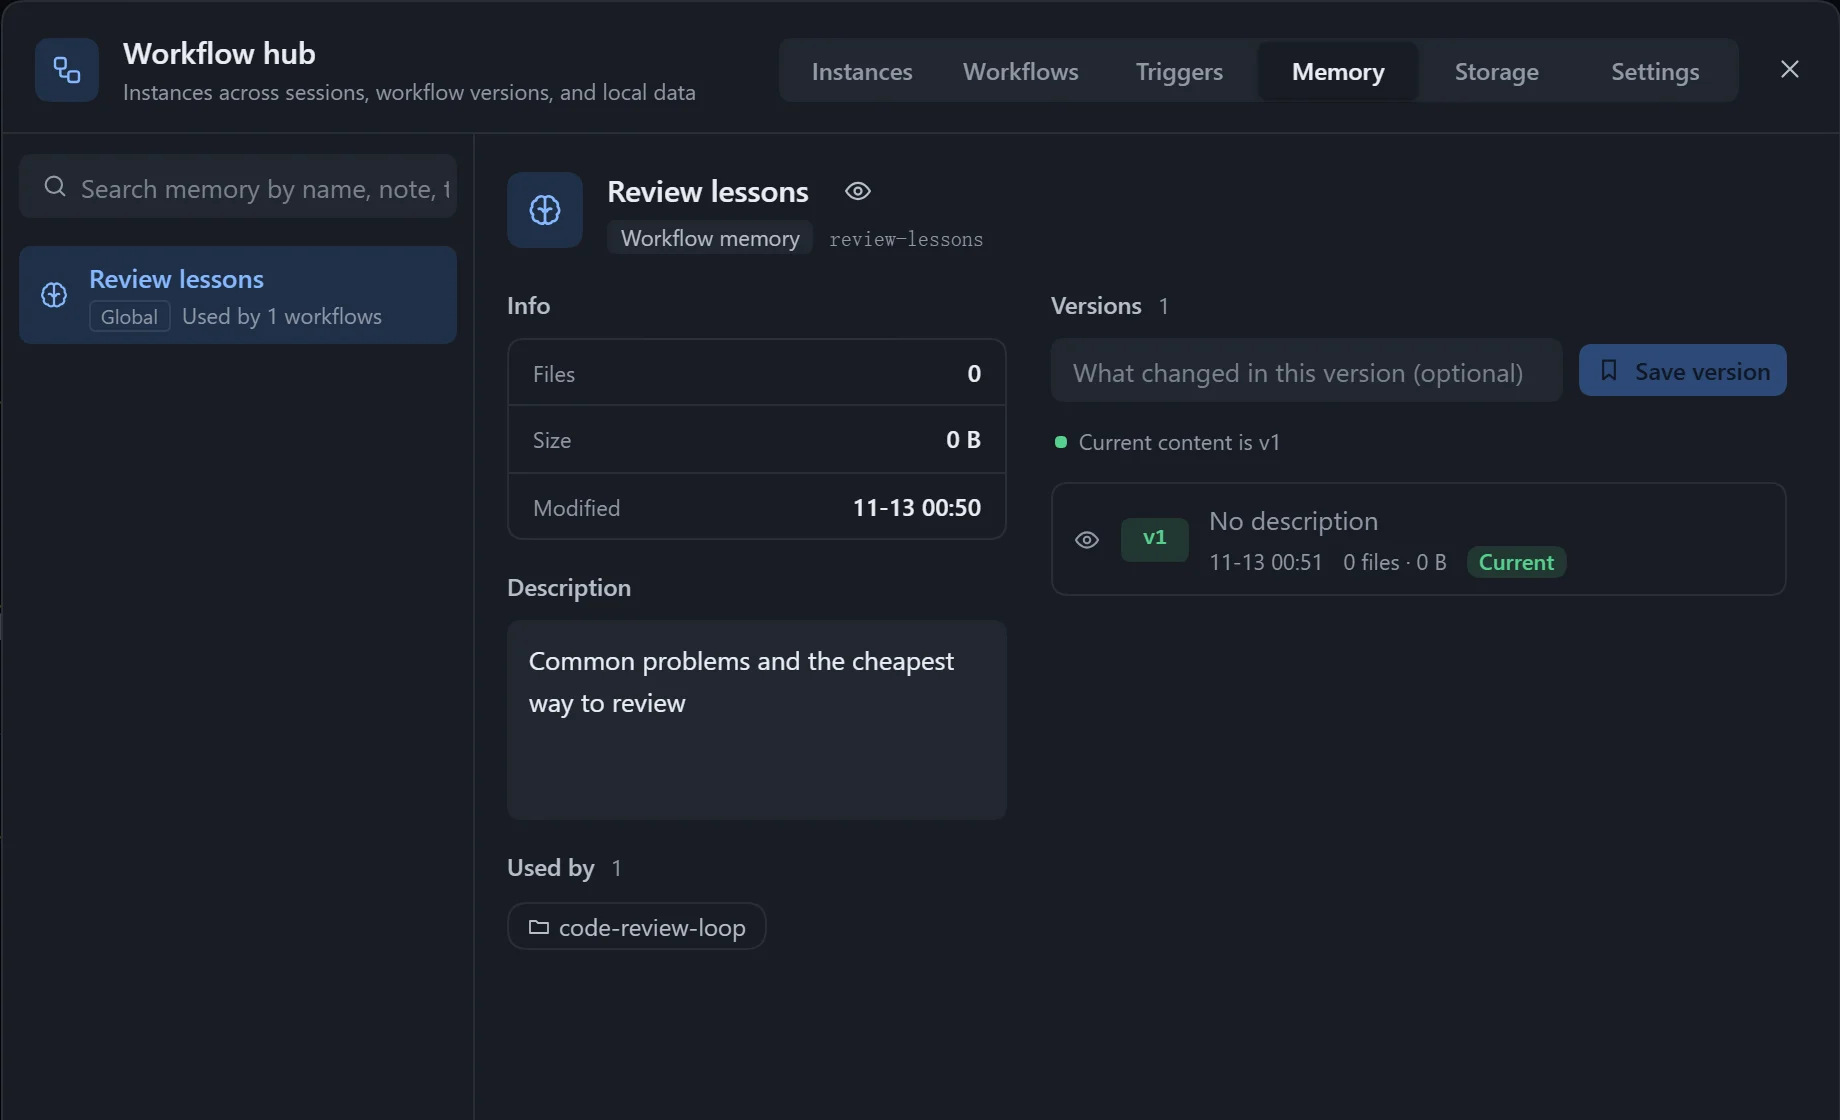 Workflow hub
Instances across sessions, workflow versions, and local data
Instances
Workflows
Triggers
Memory
Storage
Settings
Search memory by name, note, t
Review lessons
Global
Used by 1 workflows
Review lessons
Workflow memory
review-lessons
Info
Files 0
Size 0 B
Modified 11-13 00:50
Description
Common problems and the cheapest
way to review
Used by 1
code-review-loop
Versions 1
What changed in this version (optional)
Save version
Current content is v1
v1
No description
11-13 00:51 0 files · 0 B Current